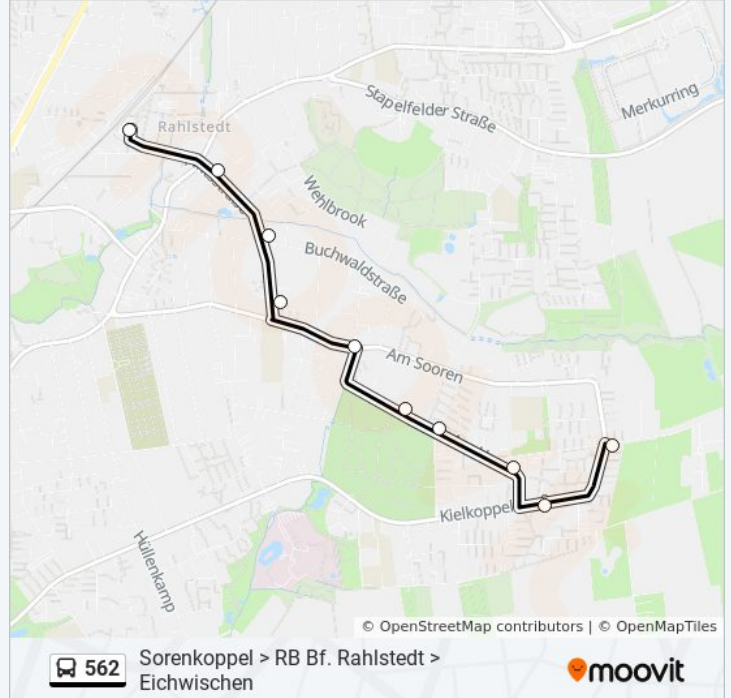 Stapelfelder Straße
Merkurring
Rahlstedt
Wehlbrook
Buchwaldstraße
Am Sooren
Kielkoppel
Hüllenkamp
© OpenStreetMap contributors | © OpenMapTiles
562
Sorenkoppel > RB Bf. Rahlstedt >
Eichwischen
moovit